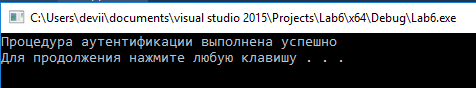 C:\Users\devii\documents\visual studio 2015\Projects\Lab6\x64\Debug\Lab6.exe
Процедура аутентификации выполнена успешно
Для продолжения нажмите любую клавишу . . .